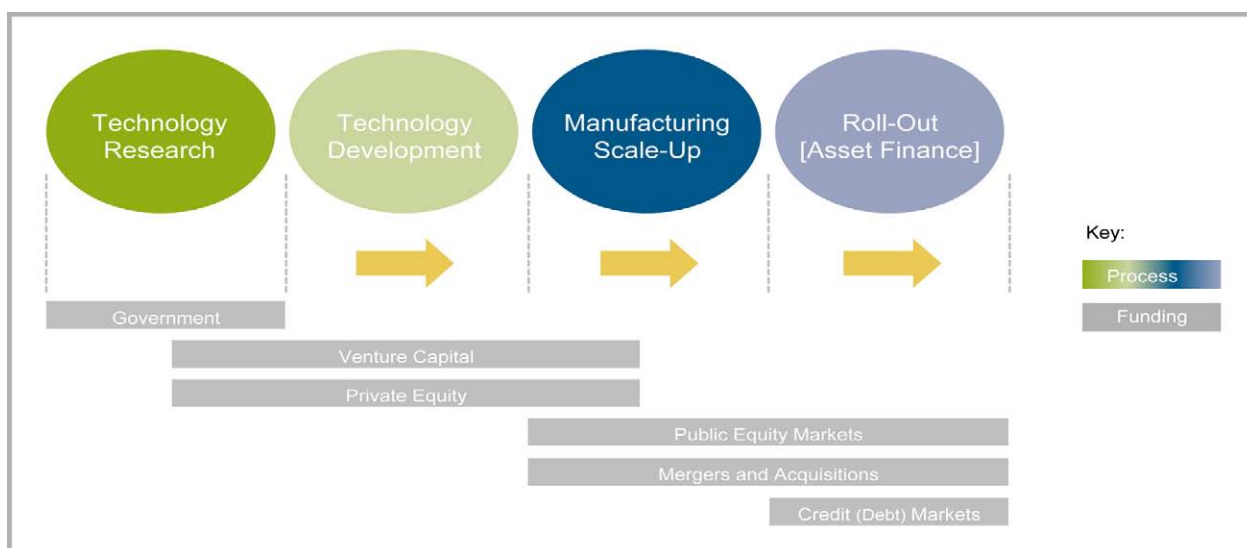 Technology
Research
Technology
Development
Manufacturing
Scale-Up
Roll-Out
[Asset Finance]
Key:
Process
Funding
Government
Venture Capital
Private Equity
Public Equity Markets
Mergers and Acquisitions
Credit (Debt) Markets